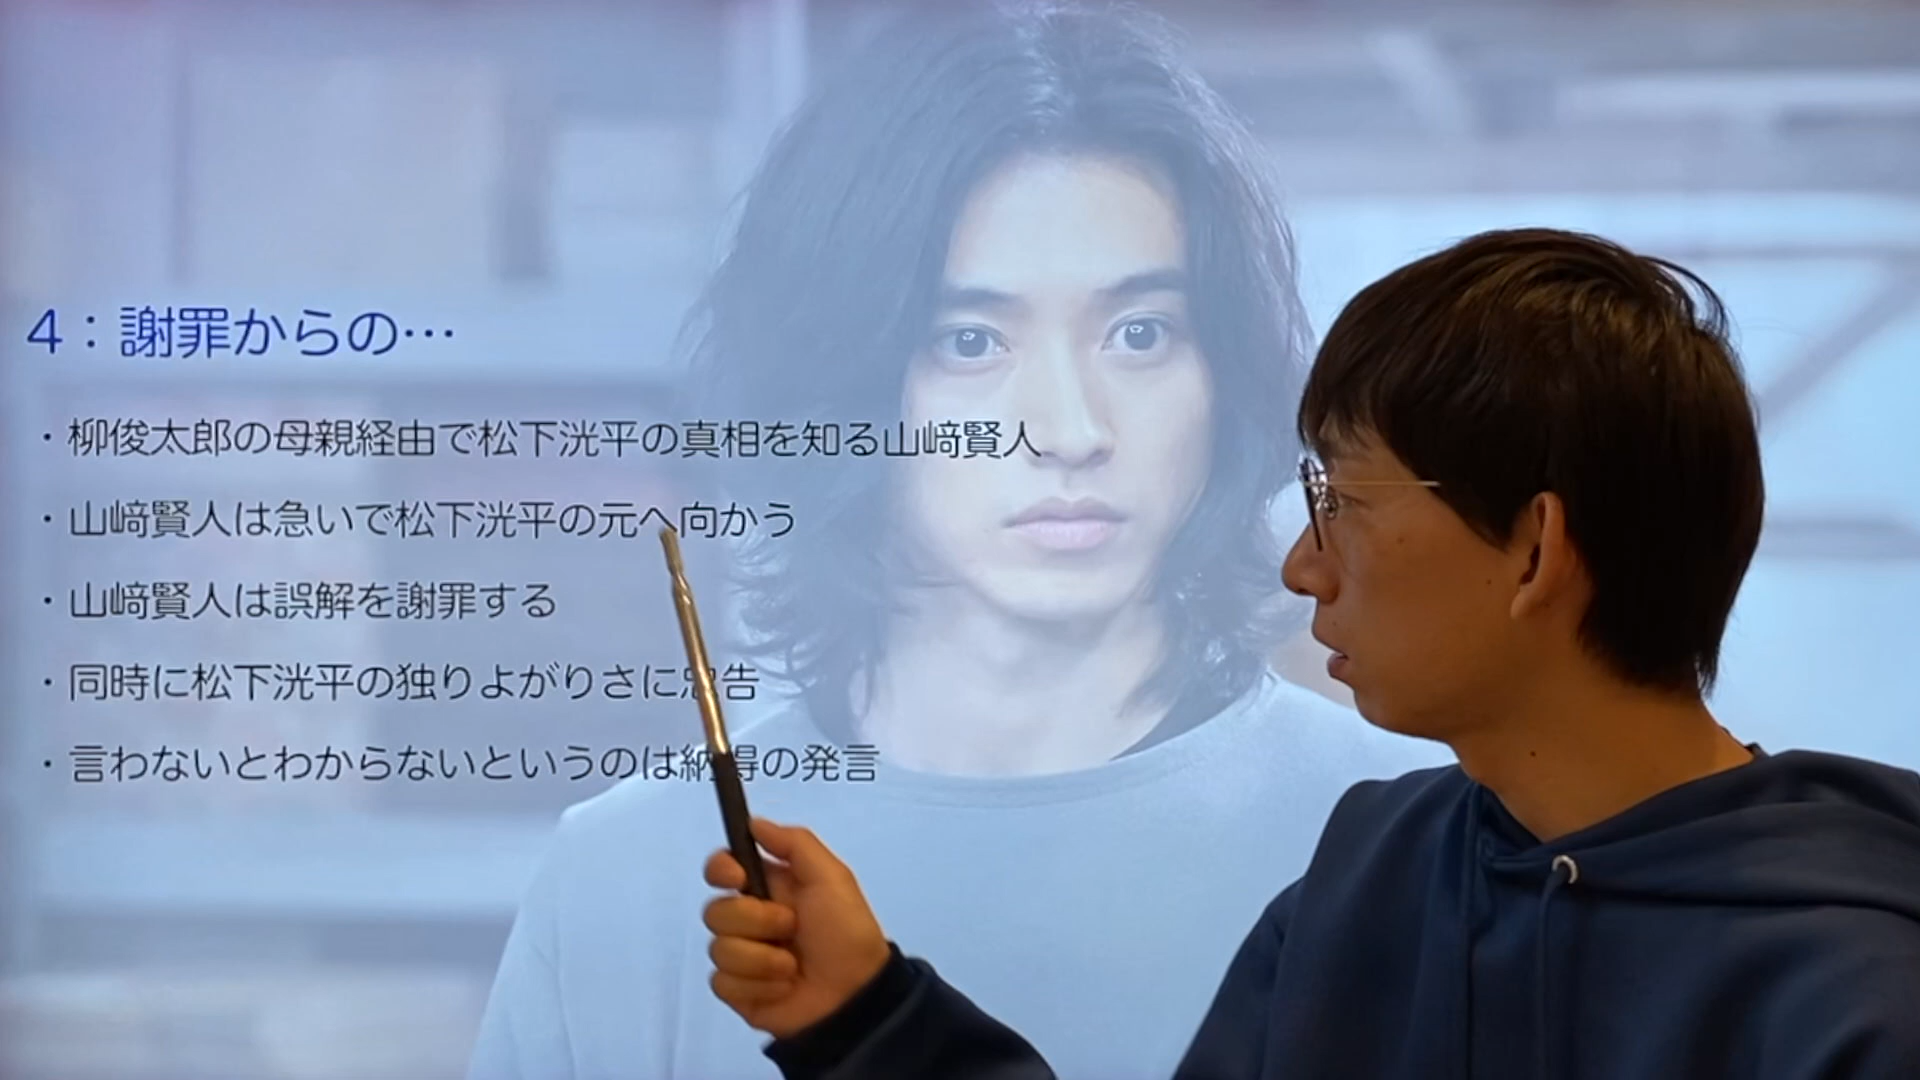 4：謝罪からの…
・柳俊太郎の母親経由で松下洸平の真相を知る山﨑賢人
・山﨑賢人は急いで松下洸平の元へ向かう
・山﨑賢人は誤解を謝罪する
・同時に松下洸平の独りよがりさに忠告
・言わないとわからないというのは納得の発言